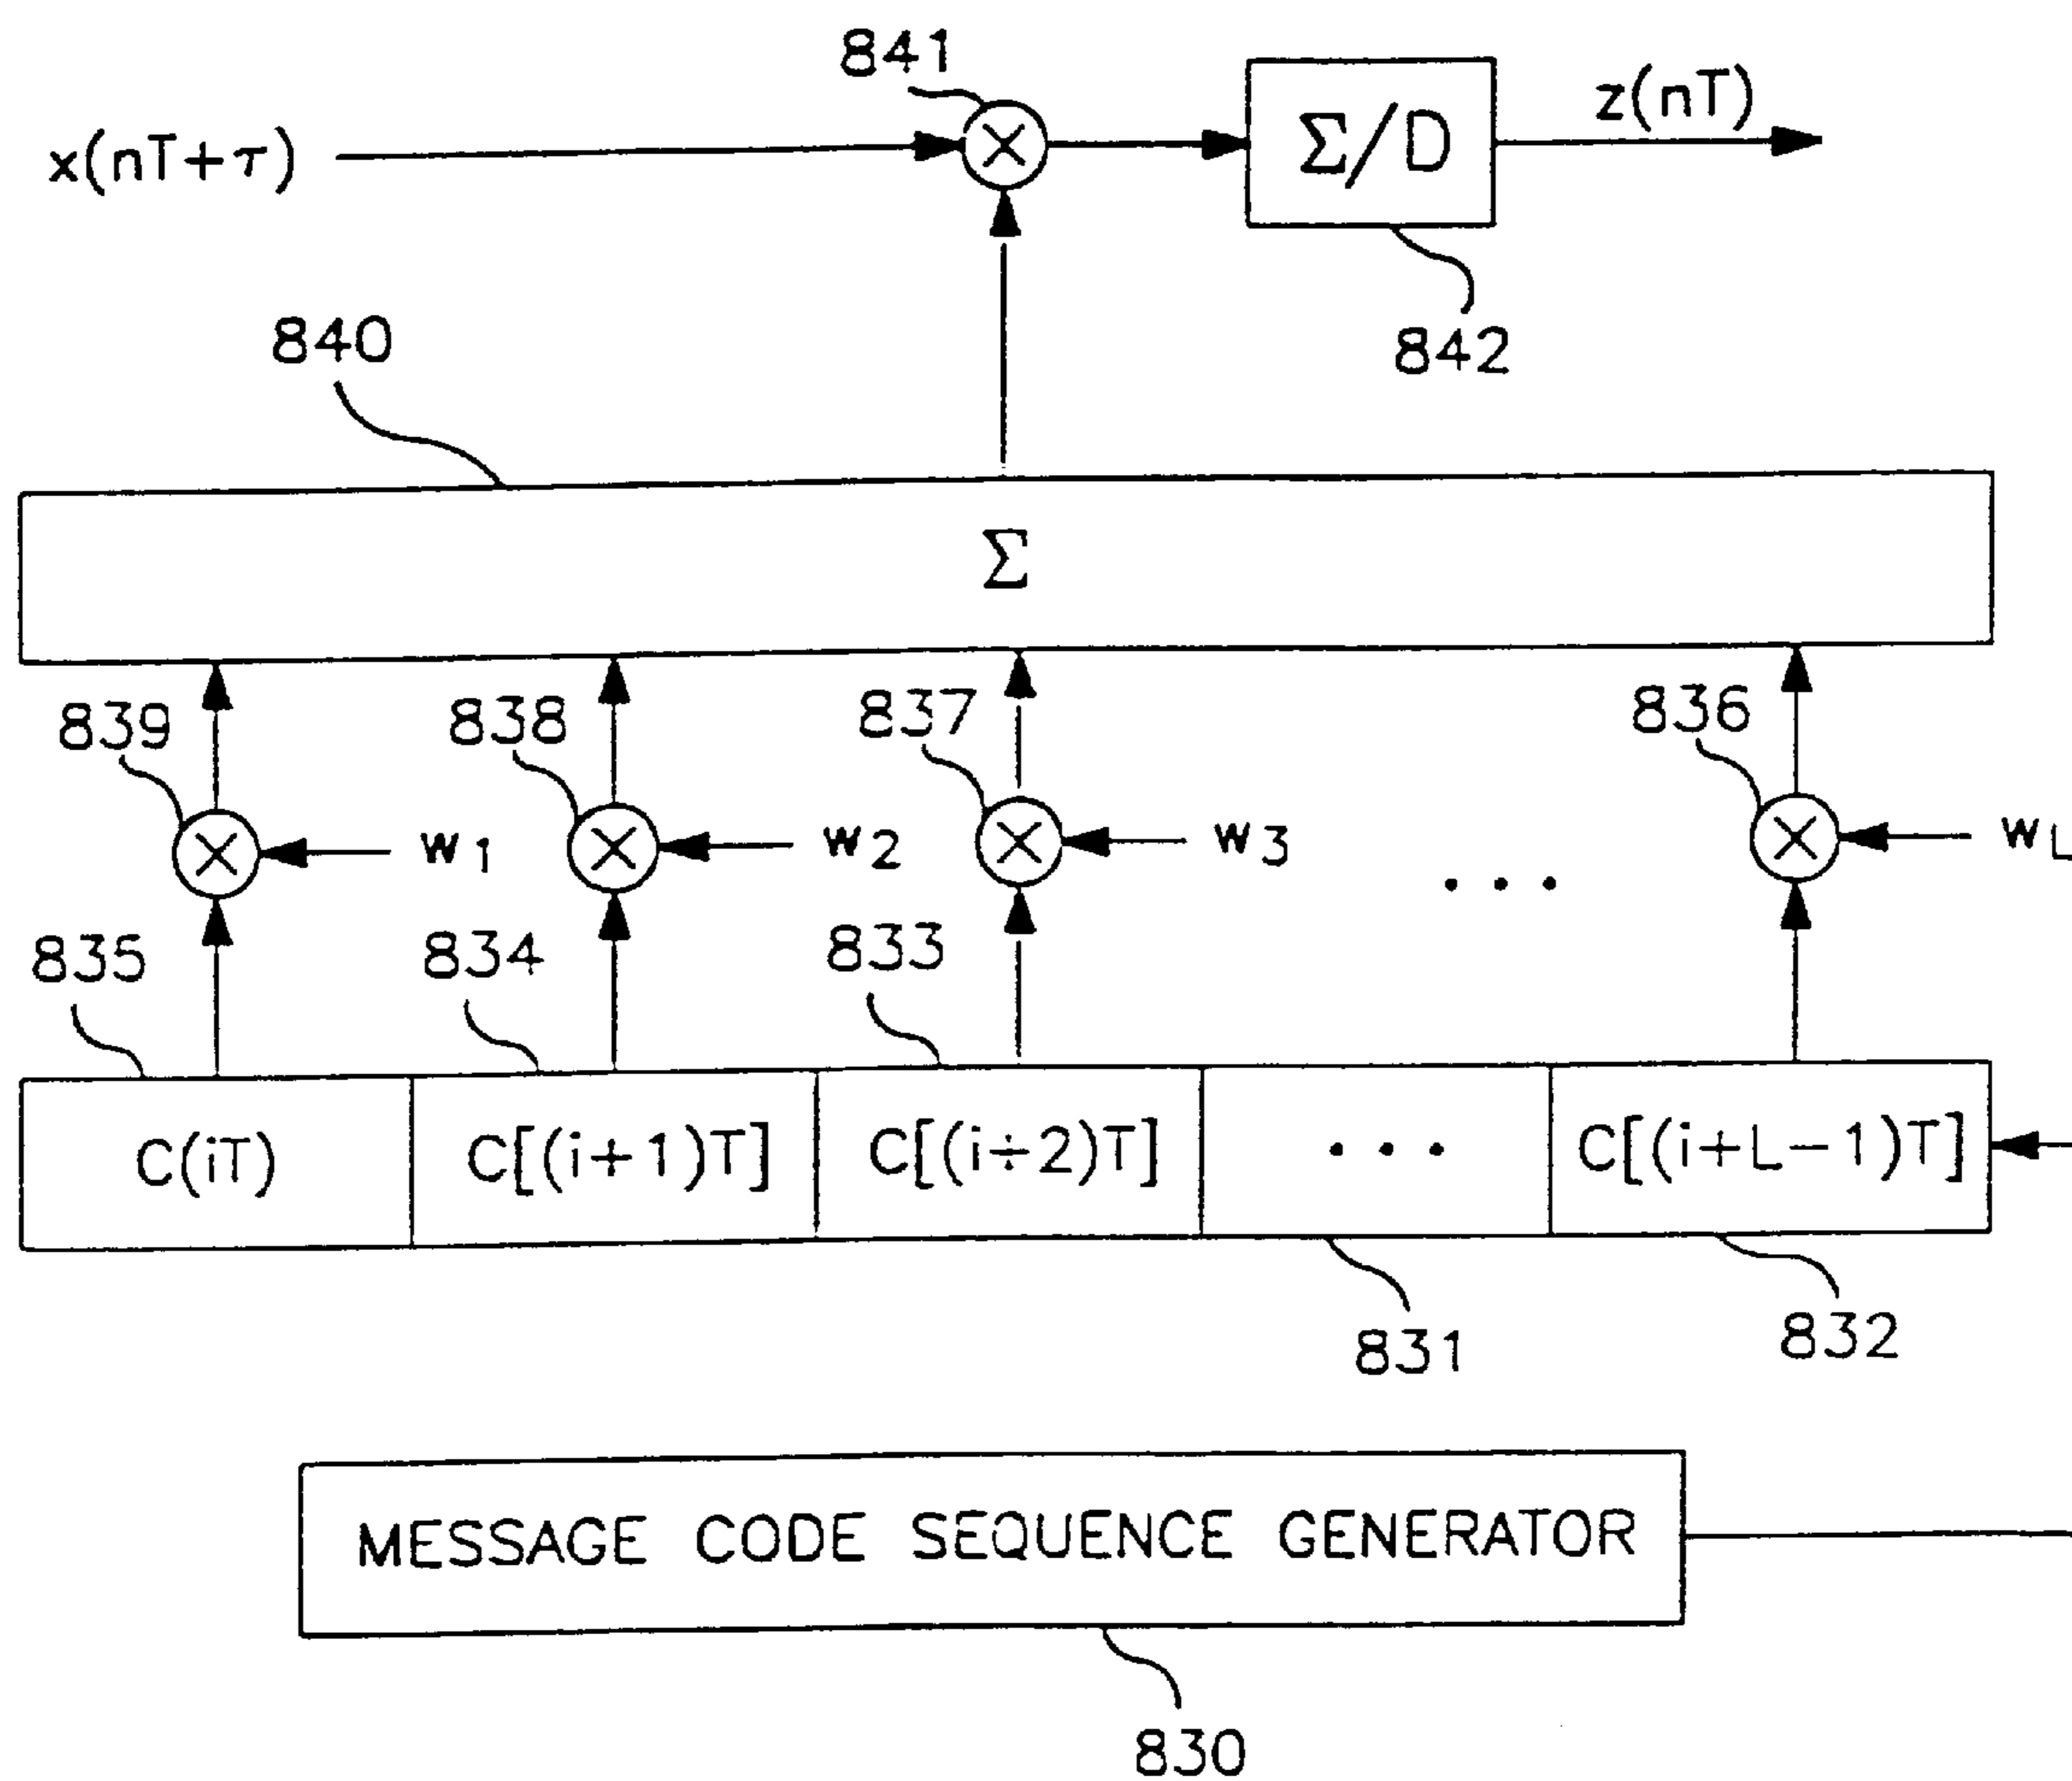 841
x(nT+τ)
Σ/D
z(nT)
842
840
Σ
839
838
837
836
w1
w2
w3
...
wL
835
834
833
C(iT)
C[(i+1)T]
C[(i÷2)T]
...
C[(i+L−1)T]
831
832
MESSAGE CODE SEQUENCE GENERATOR
830